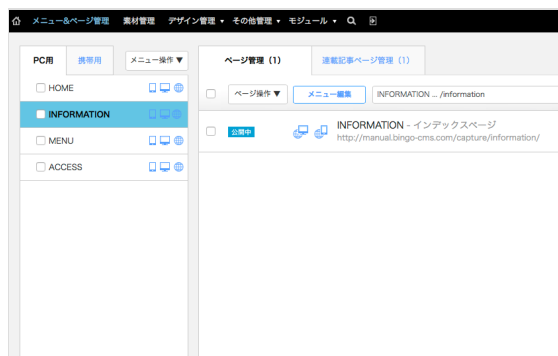 メニュー&ページ管理 素材管理 デザイン管理 ▾ その他管理 ▾ モジュール ▾
PC用 携帯用 メニュー操作 ▼
HOME
INFORMATION
MENU
ACCESS
ページ管理（1） 連載記事ページ管理（1）
ページ操作 ▼ メニュー編集 INFORMATION ... /information
公開中 INFORMATION - インデックスページ
http://manual.bingo-cms.com/capture/information/